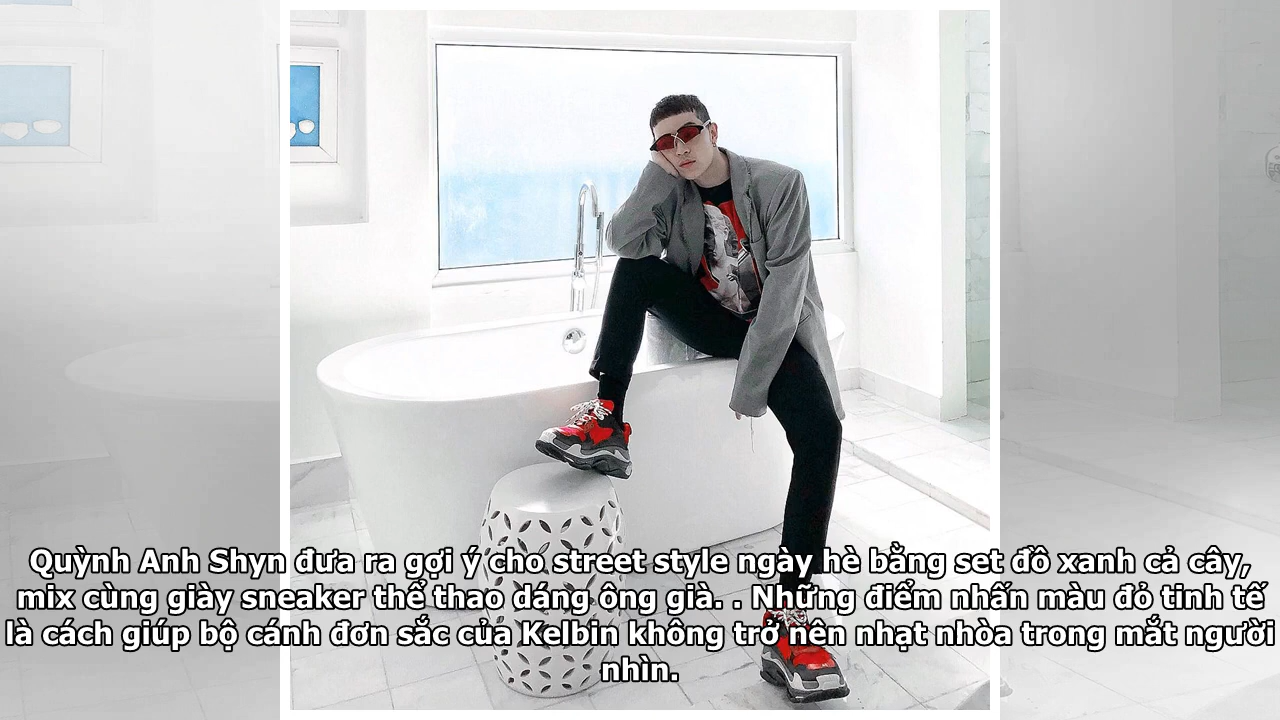 Quỳnh Anh Shyn đưa ra gợi ý cho street style ngày hè bằng set đồ xanh cả cây,
mix cùng giày sneaker thể thao dáng ông già. . Những điểm nhấn màu đỏ tinh tế
là cách giúp bộ cánh đơn sắc của Kelbin không trở nên nhạt nhòa trong mắt người
nhìn.